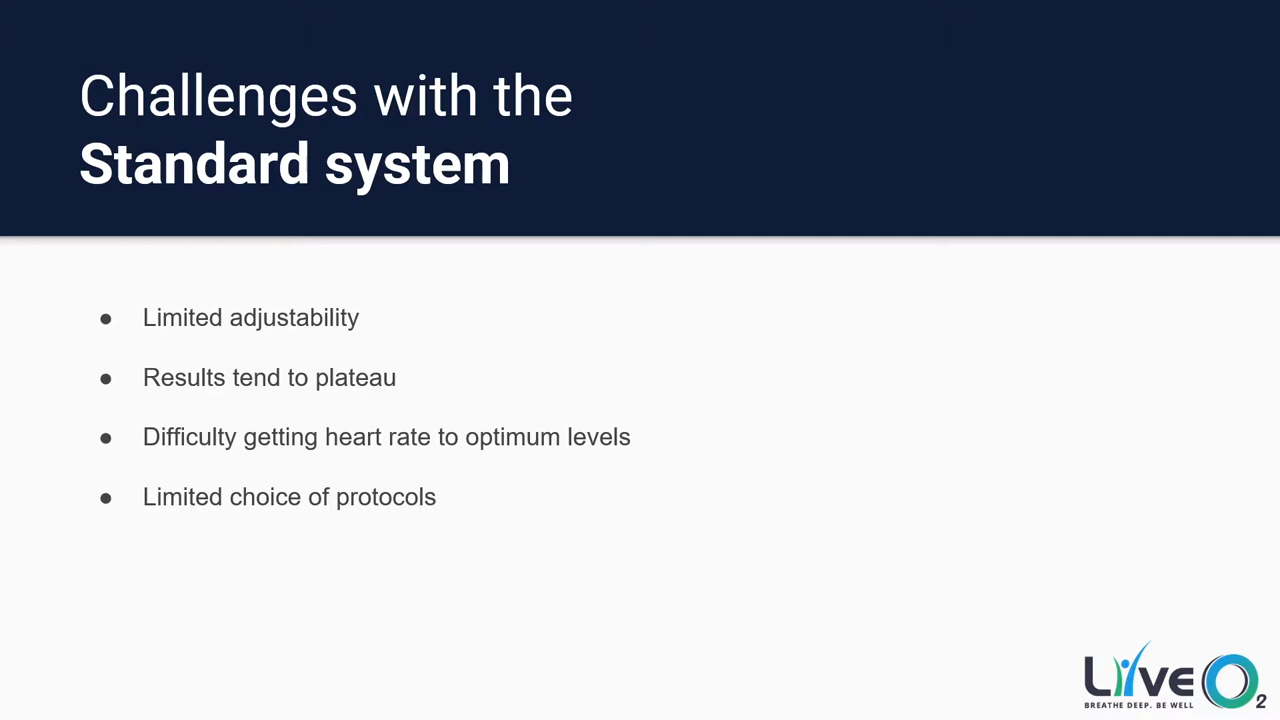 Challenges with the
Standard system
● Limited adjustability
● Results tend to plateau
● Difficulty getting heart rate to optimum levels
● Limited choice of protocols
LiveO2
BREATHE DEEP. BE WELL